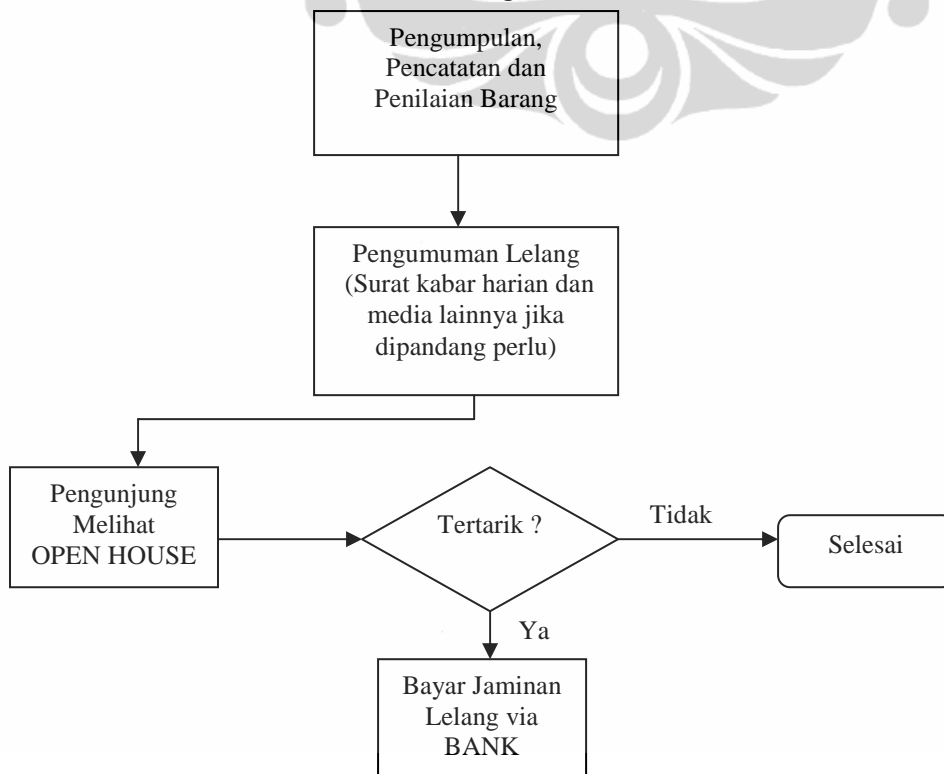 Pengumpulan,
Pencatatan dan
Penilaian Barang
Pengumuman Lelang
(Surat kabar harian dan
media lainnya jika
dipandang perlu)
Pengunjung
Melihat
OPEN HOUSE
Tertarik ?
Tidak
Selesai
Ya
Bayar Jaminan
Lelang via
BANK